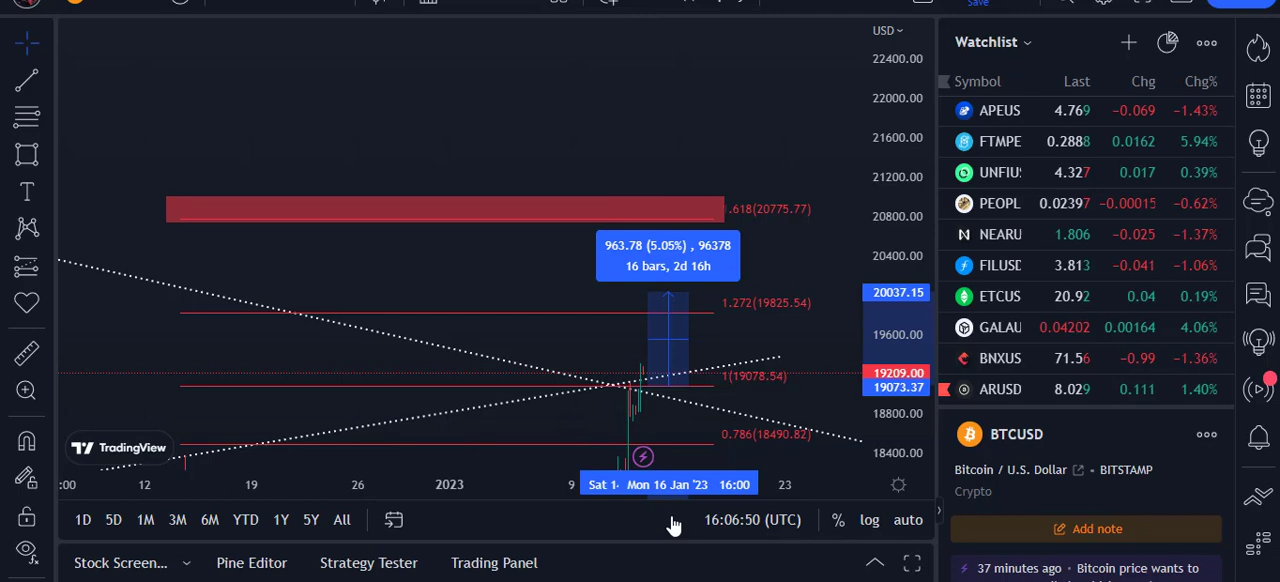 Save
USD
22400.00
22000.00
21600.00
21200.00
20800.00
20400.00
20037.15
19600.00
19209.00
19073.37
18800.00
18400.00
.618(20775.77)
963.78 (5.05%) , 96378
16 bars, 2d 16h
1.272(19825.54)
1(19078.54)
0.786(18490.82)
TradingView
:00 12 19 26 2023 9 Sat 1 Mon 16 Jan '23 16:00 23
1D 5D 1M 3M 6M YTD 1Y 5Y All 16:06:50 (UTC) % log auto
Stock Screen... Pine Editor Strategy Tester Trading Panel
Watchlist
Symbol Last Chg Chg%
APEUS 4.769 −0.069 −1.43%
FTMPE 0.2888 0.0162 5.94%
UNFIU 4.327 0.017 0.39%
PEOPL 0.02397 −0.00015 −0.62%
NEARU 1.806 −0.025 −1.37%
FILUSD 3.813 −0.041 −1.06%
ETCUS 20.92 0.04 0.19%
GALAU 0.04202 0.00164 4.06%
BNXUS 71.56 −0.99 −1.36%
ARUSD 8.029 0.111 1.40%
BTCUSD
Bitcoin / U.S. Dollar • BITSTAMP
Crypto
Add note
37 minutes ago • Bitcoin price wants to